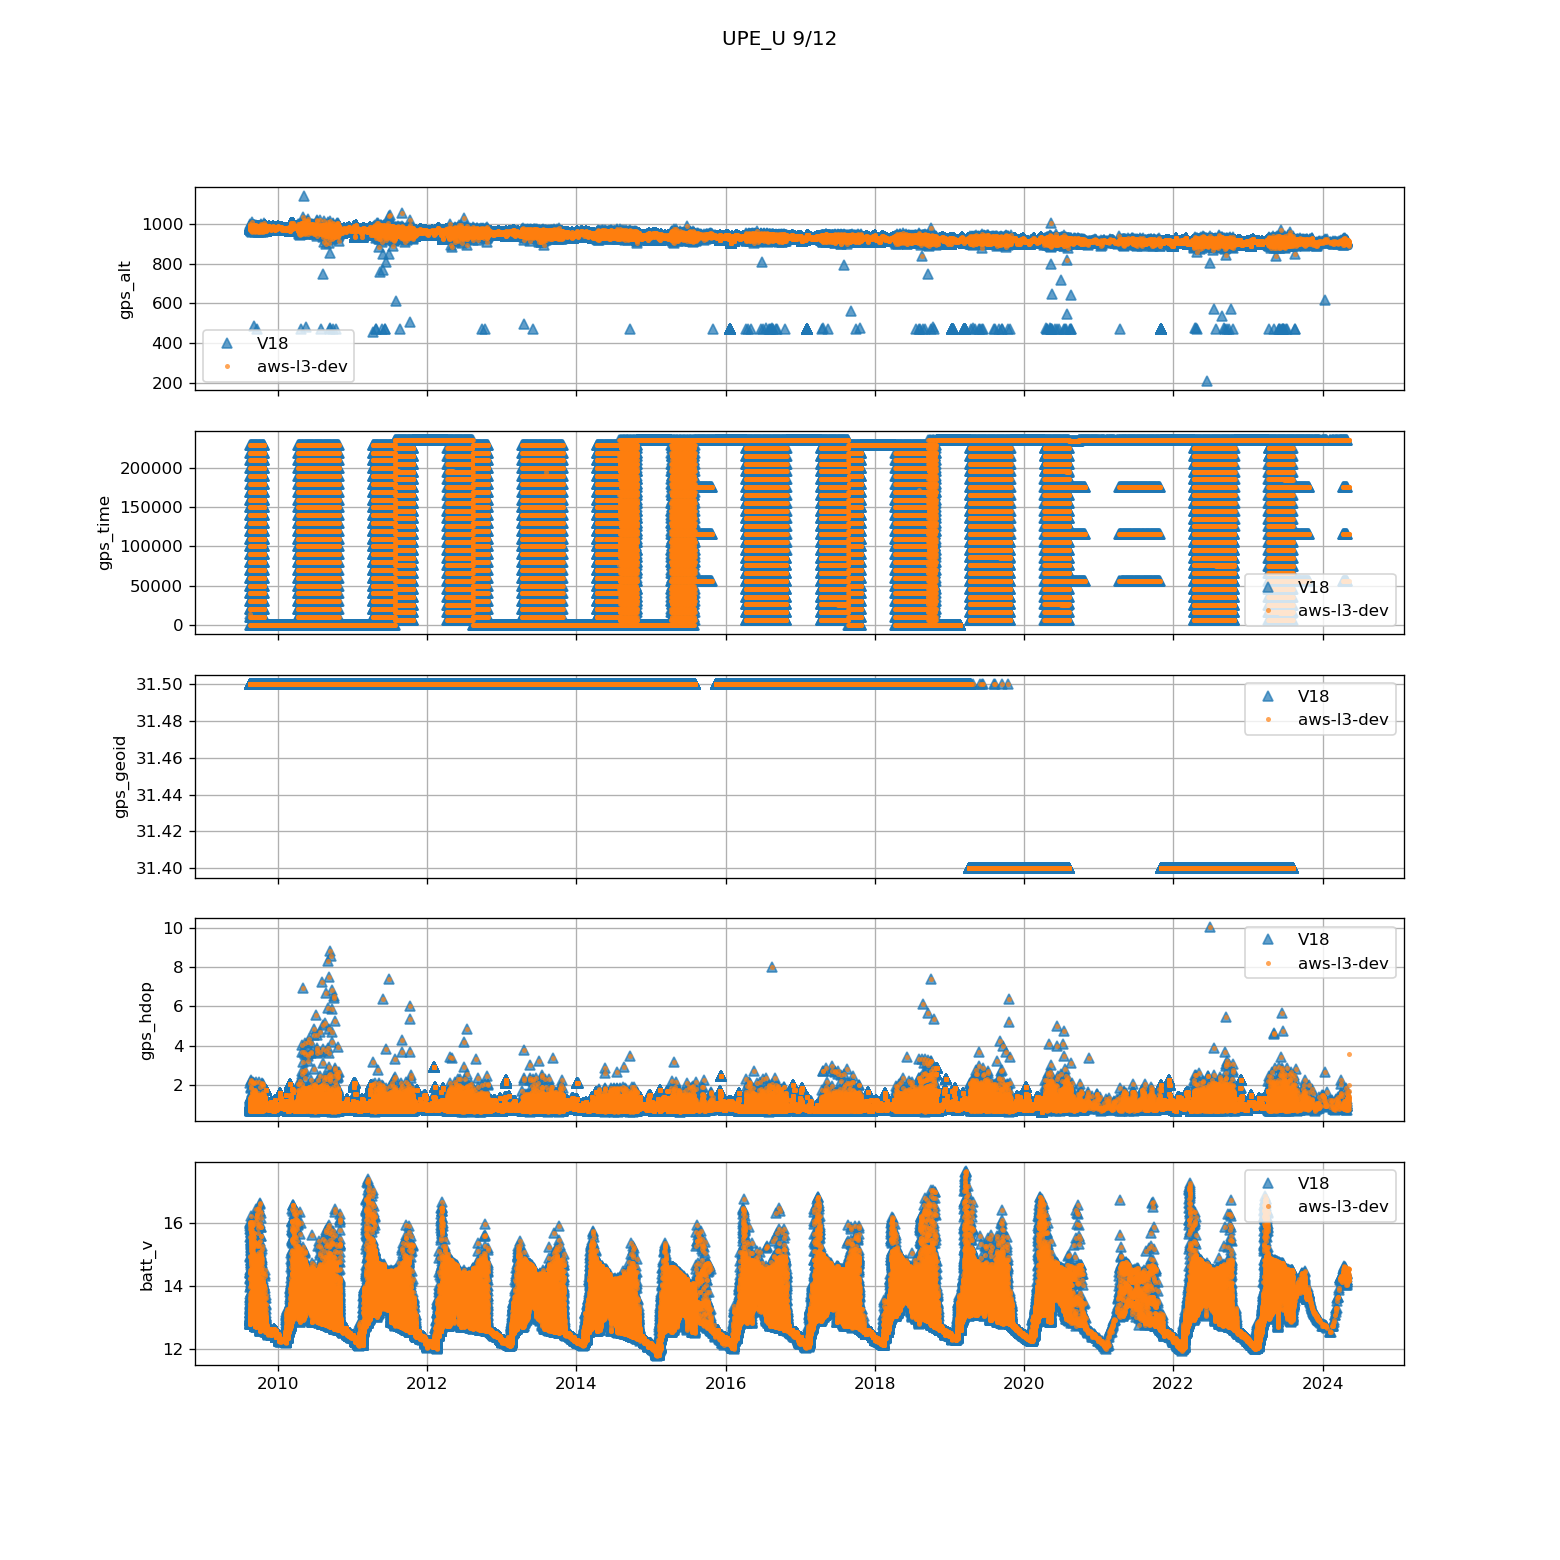 UPE_U 9/12
gps_alt
1000
800
600
400
200
V18
aws-l3-dev
gps_time
200000
150000
100000
50000
0
V18
aws-l3-dev
gps_geoid
31.50
31.48
31.46
31.44
31.42
31.40
V18
aws-l3-dev
gps_hdop
10
8
6
4
2
V18
aws-l3-dev
batt_v
16
14
12
V18
aws-l3-dev
2010 2012 2014 2016 2018 2020 2022 2024